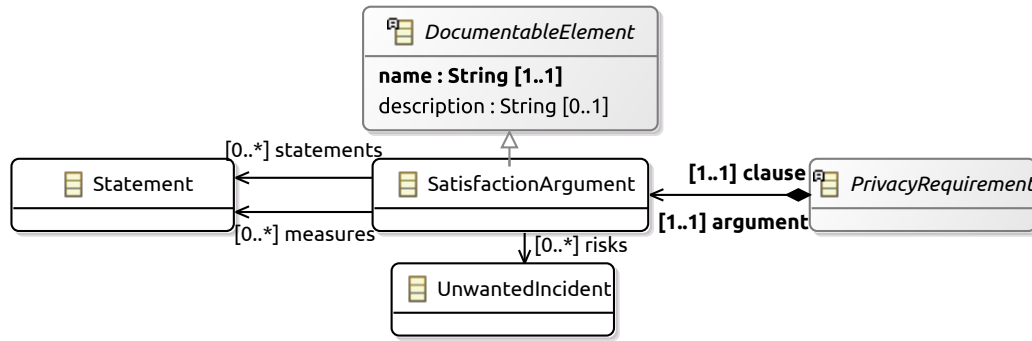 DocumentableElement
name : String [1..1]
description : String [0..1]
[0..*] statements
Statement
SatisfactionArgument
[1..1] clause
PrivacyRequirement
[0..*] measures
[1..1] argument
[0..*] risks
UnwantedIncident